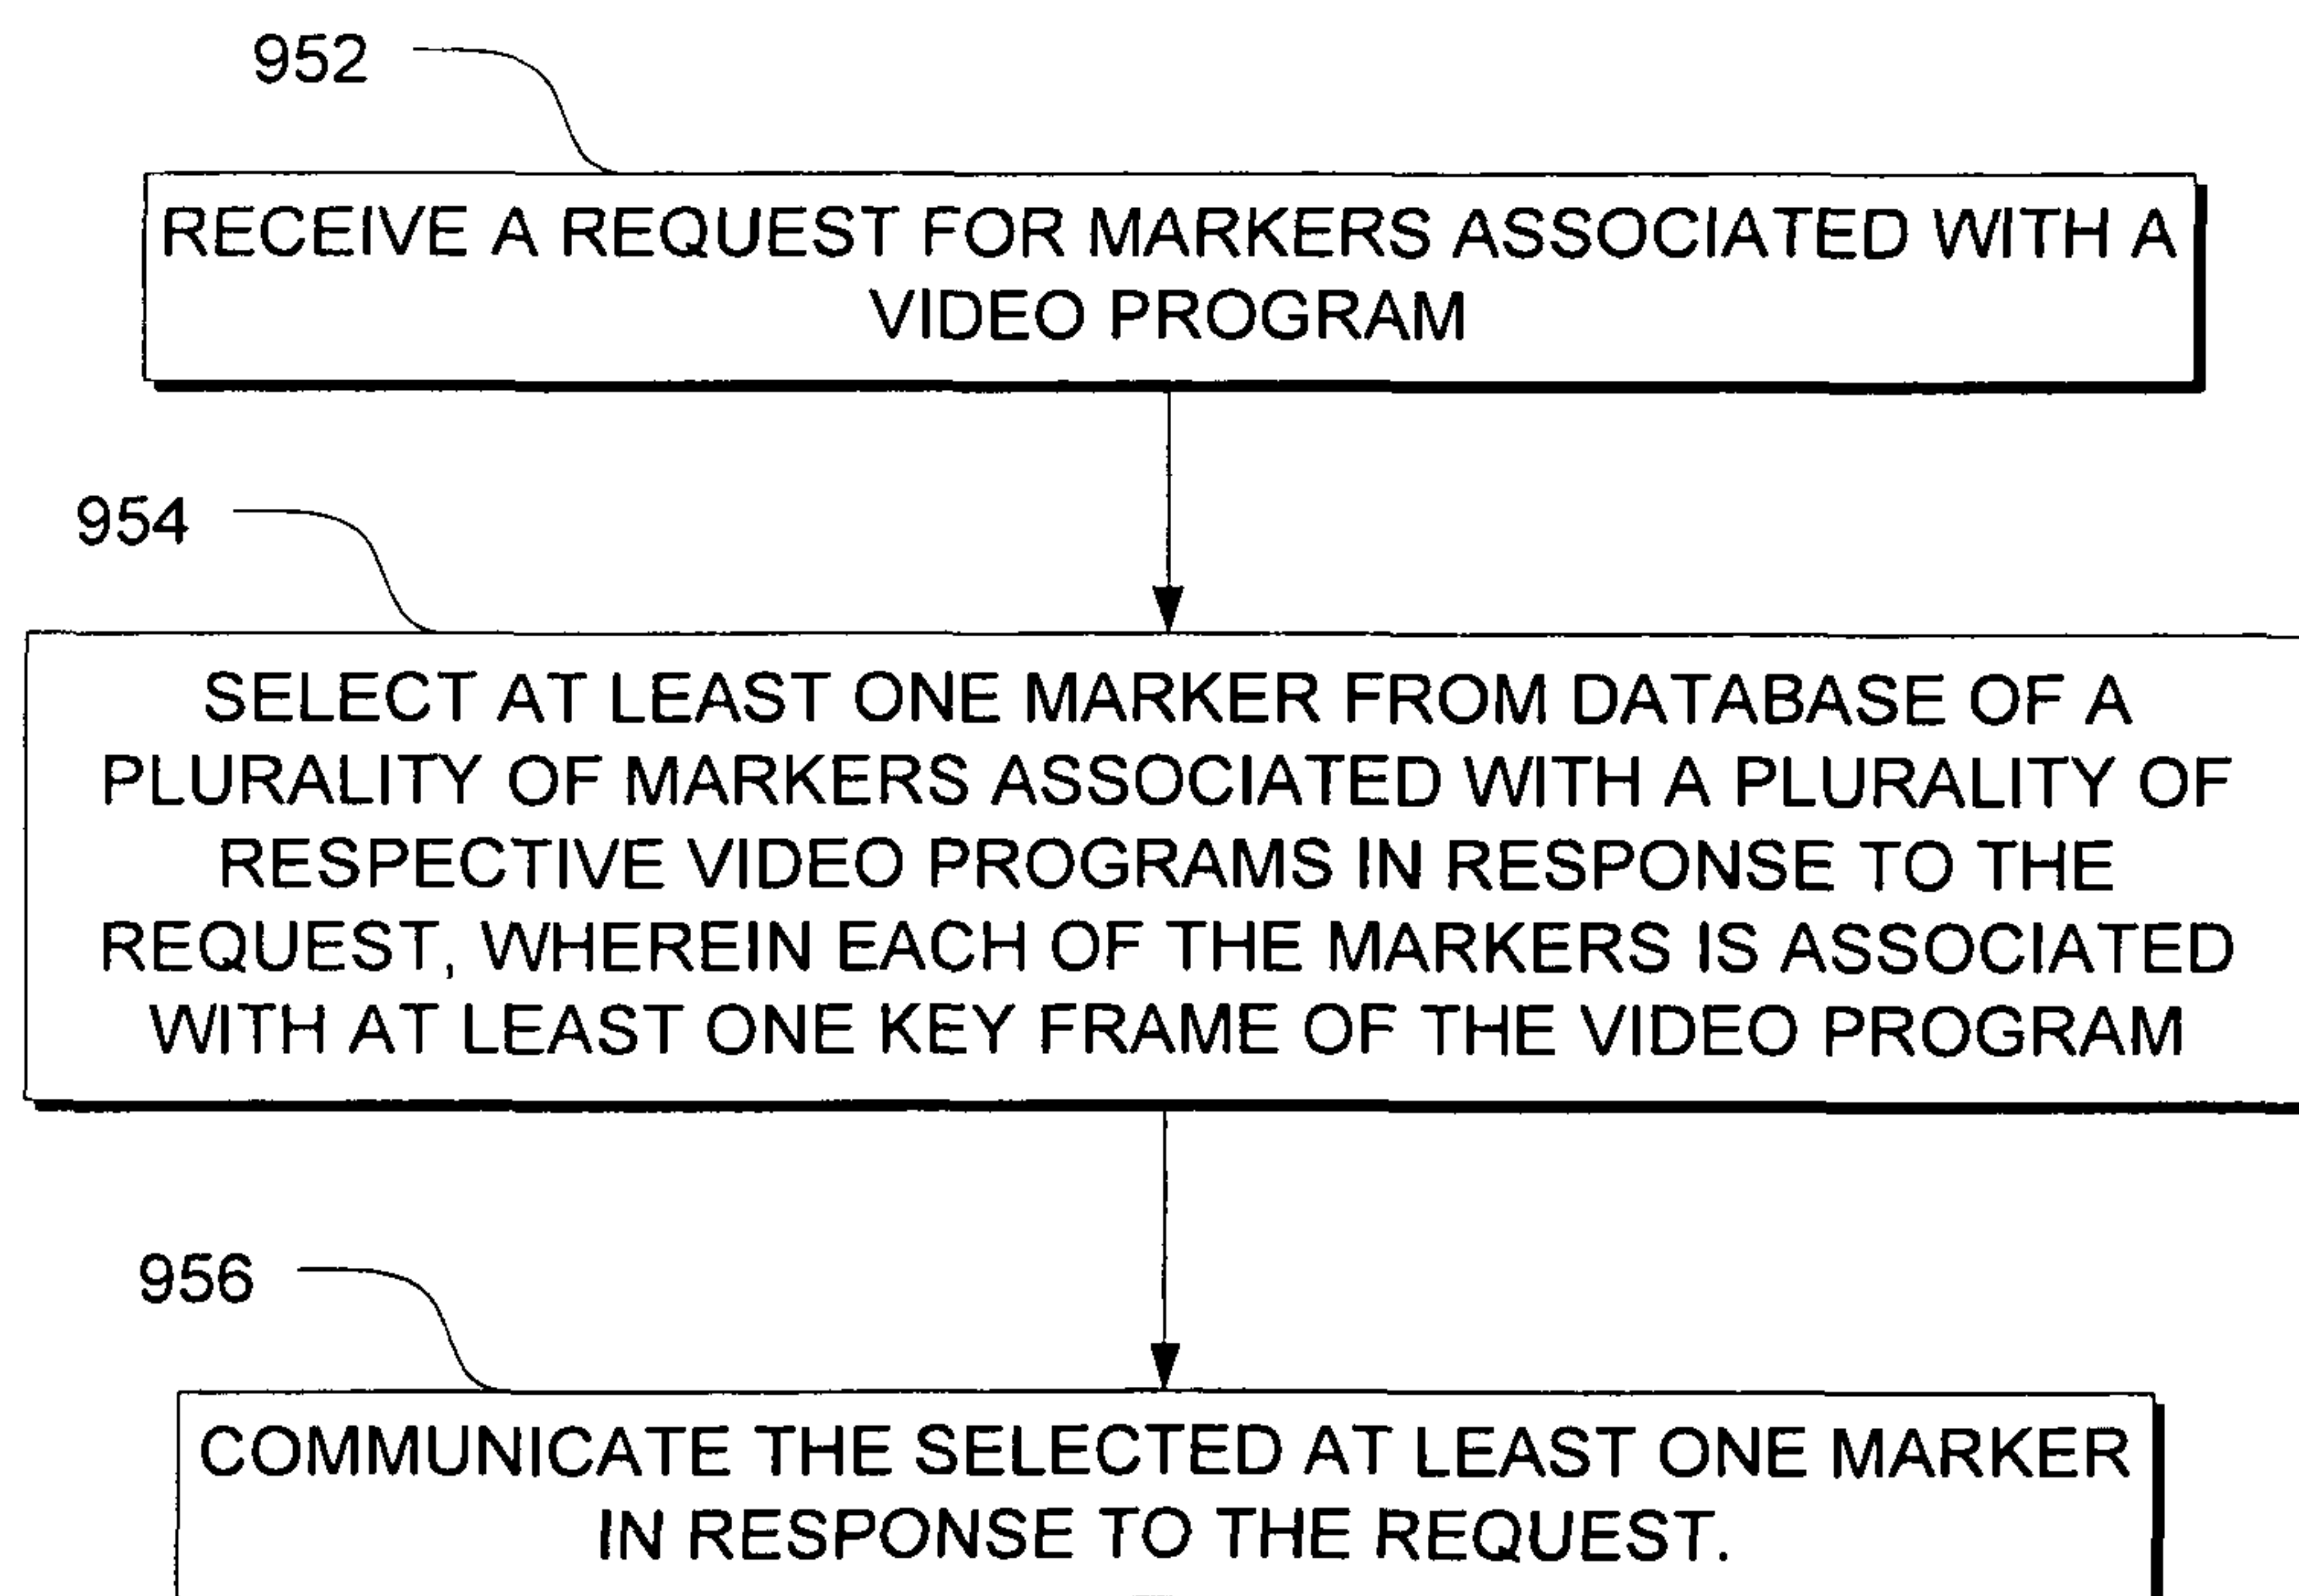 952
RECEIVE A REQUEST FOR MARKERS ASSOCIATED WITH A
VIDEO PROGRAM
954
SELECT AT LEAST ONE MARKER FROM DATABASE OF A
PLURALITY OF MARKERS ASSOCIATED WITH A PLURALITY OF
RESPECTIVE VIDEO PROGRAMS IN RESPONSE TO THE
REQUEST, WHEREIN EACH OF THE MARKERS IS ASSOCIATED
WITH AT LEAST ONE KEY FRAME OF THE VIDEO PROGRAM
956
COMMUNICATE THE SELECTED AT LEAST ONE MARKER
IN RESPONSE TO THE REQUEST.